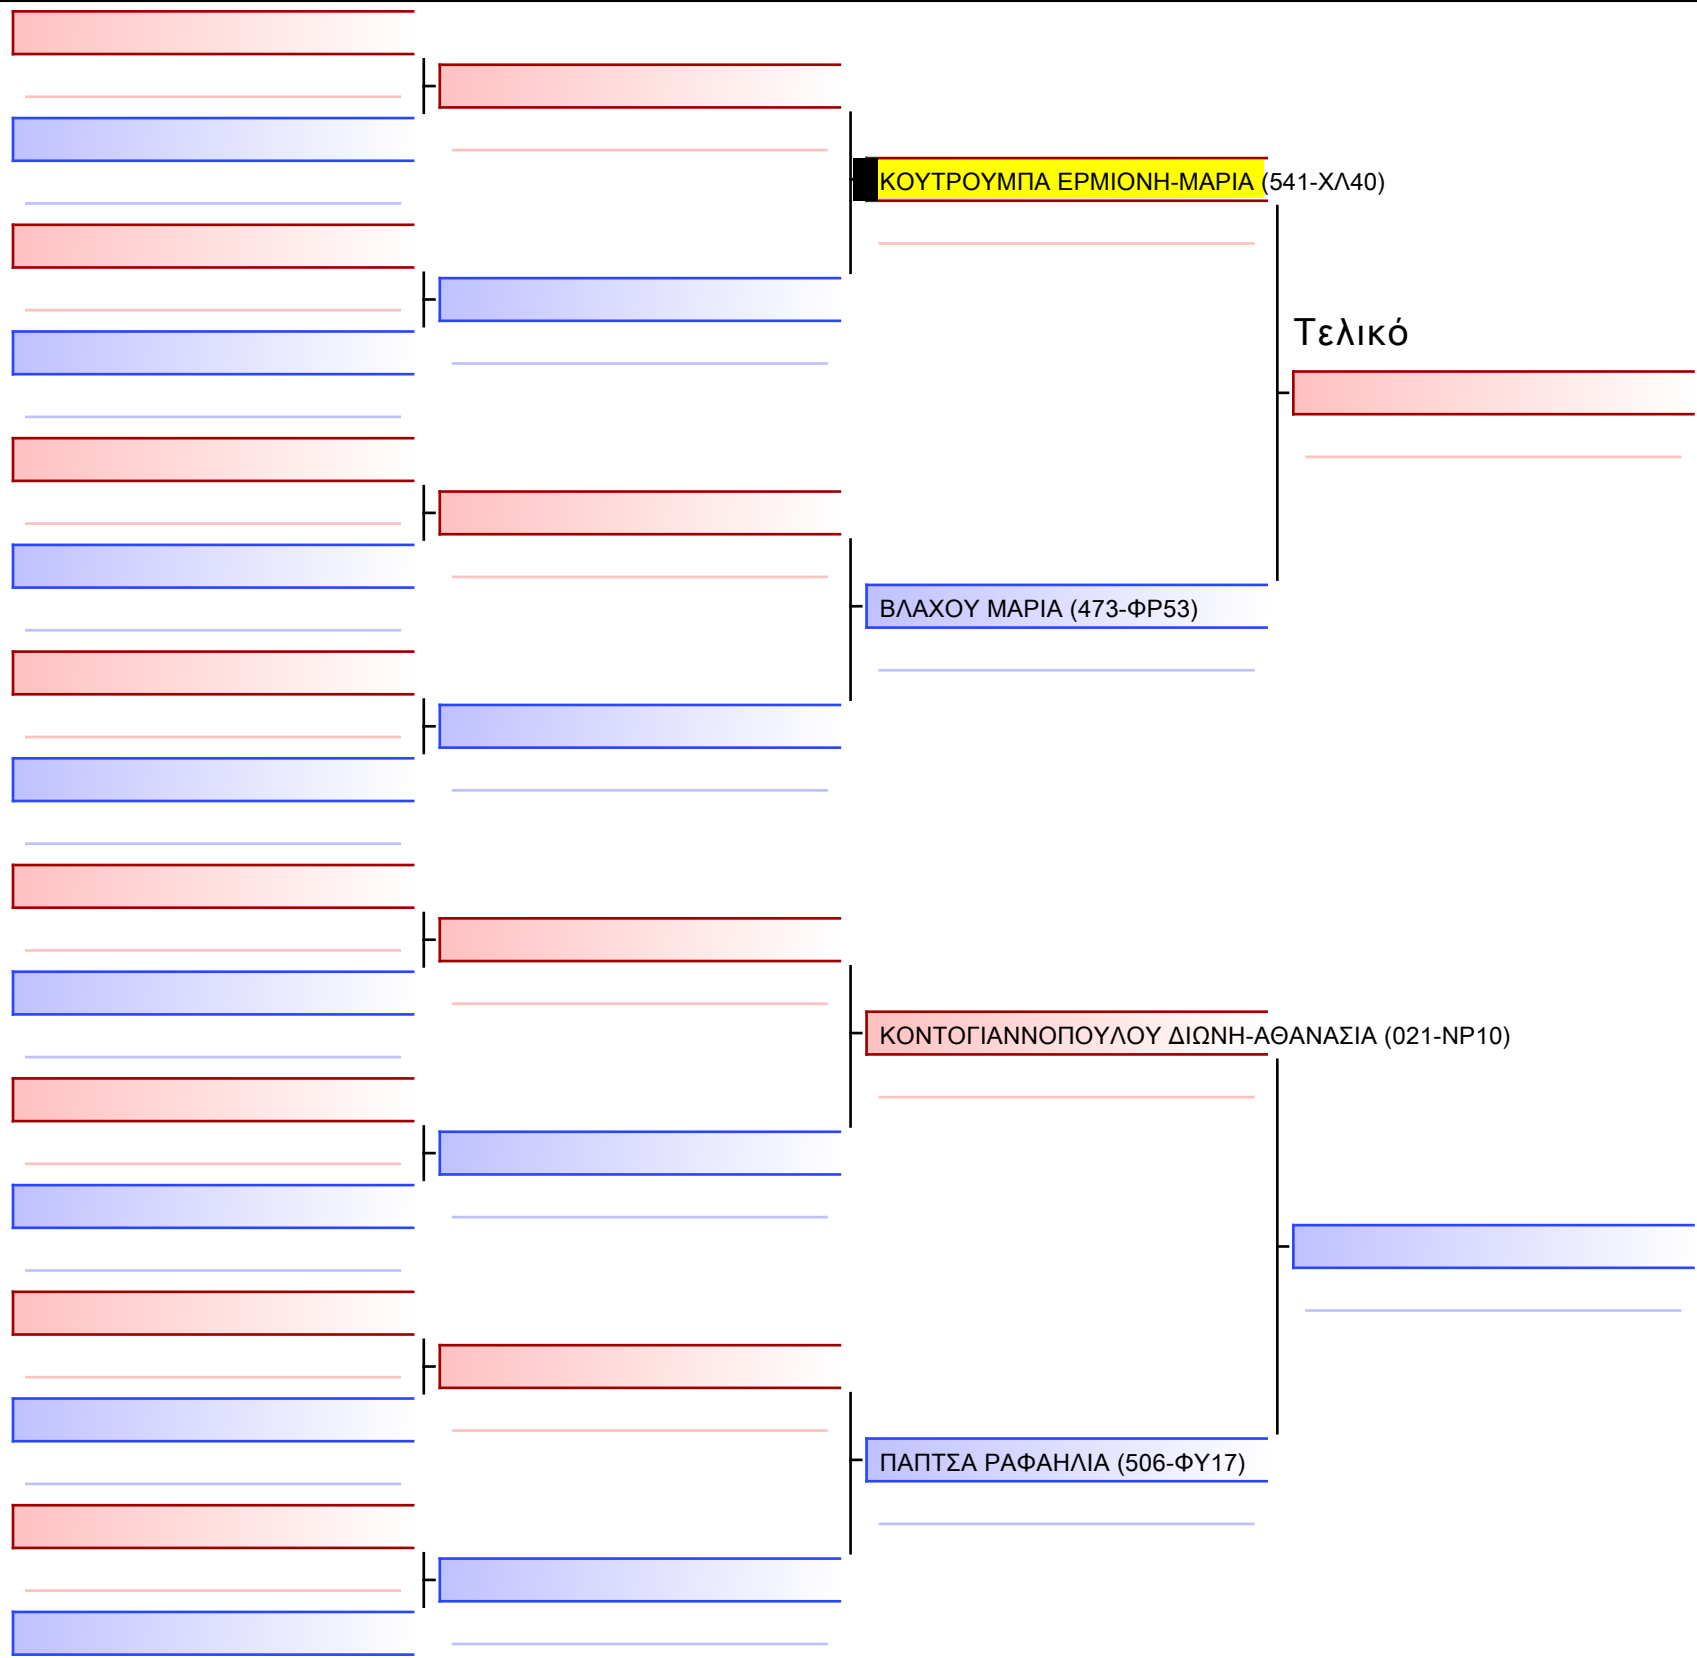 ΚΟΥΤΡΟΥΜΠΑ ΕΡΜΙΟΝΗ-ΜΑΡΙΑ (541-ΧΛ40)
Τελικό
ΒΛΑΧΟΥ ΜΑΡΙΑ (473-ΦΡ53)
ΚΟΝΤΟΓΙΑΝΝΟΠΟΥΛΟΥ ΔΙΩΝΗ-ΑΘΑΝΑΣΙΑ (021-ΝΡ10)
ΠΑΠΤΣΑ ΡΑΦΑΗΛΙΑ (506-ΦΥ17)